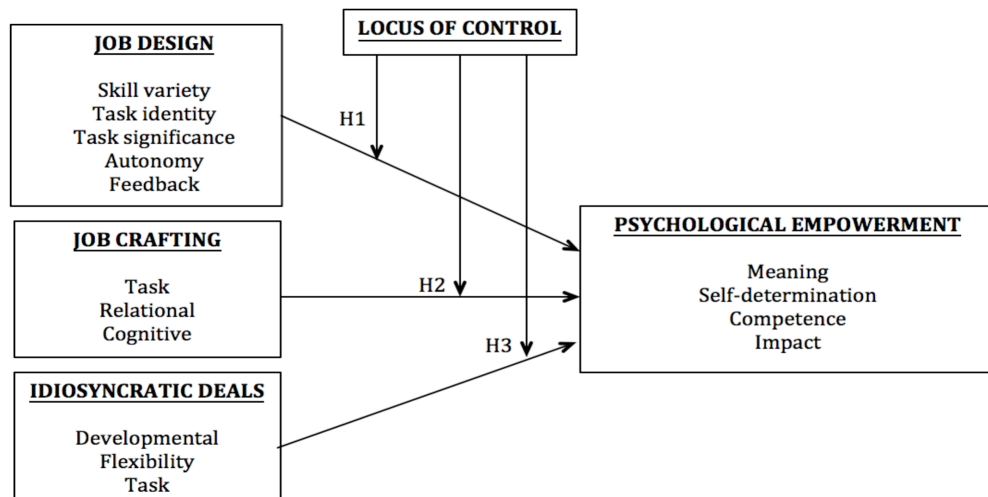 LOCUS OF CONTROL
JOB DESIGN
Skill variety
Task identity
Task significance
Autonomy
Feedback
H1
JOB CRAFTING
Task
Relational
Cognitive
H2
PSYCHOLOGICAL EMPOWERMENT
Meaning
Self-determination
Competence
Impact
H3
IDIOSYNCRATIC DEALS
Developmental
Flexibility
Task